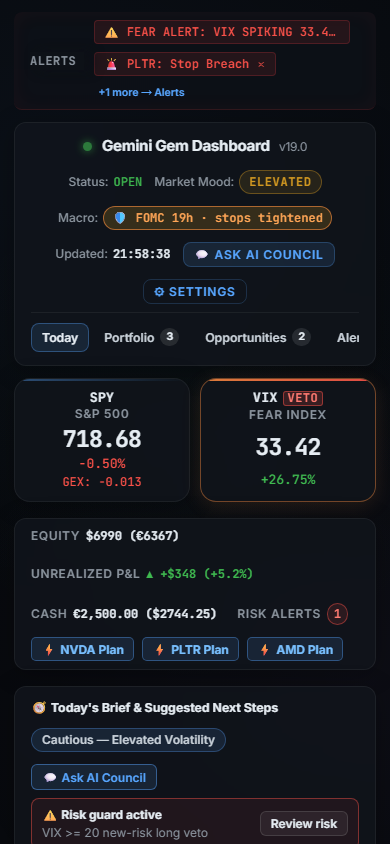 FEAR ALERT: VIX SPIKING 33.4…
ALERTS
PLTR: Stop Breach ×
+1 more → Alerts
Gemini Gem Dashboard v19.0
Status: OPEN Market Mood: ELEVATED
Macro: FOMC 19h · stops tightened
Updated: 21:58:38 ASK AI COUNCIL
SETTINGS
Today Portfolio 3 Opportunities 2 Aler
SPY
S&P 500
718.68
-0.50%
GEX: -0.013
VIX VETO
FEAR INDEX
33.42
+26.75%
EQUITY $6990 (€6367)
UNREALIZED P&L ▲ +$348 (+5.2%)
CASH €2,500.00 ($2744.25) RISK ALERTS 1
NVDA Plan PLTR Plan AMD Plan
Today's Brief & Suggested Next Steps
Cautious — Elevated Volatility
Ask AI Council
Risk guard active
VIX >= 20 new-risk long veto
Review risk